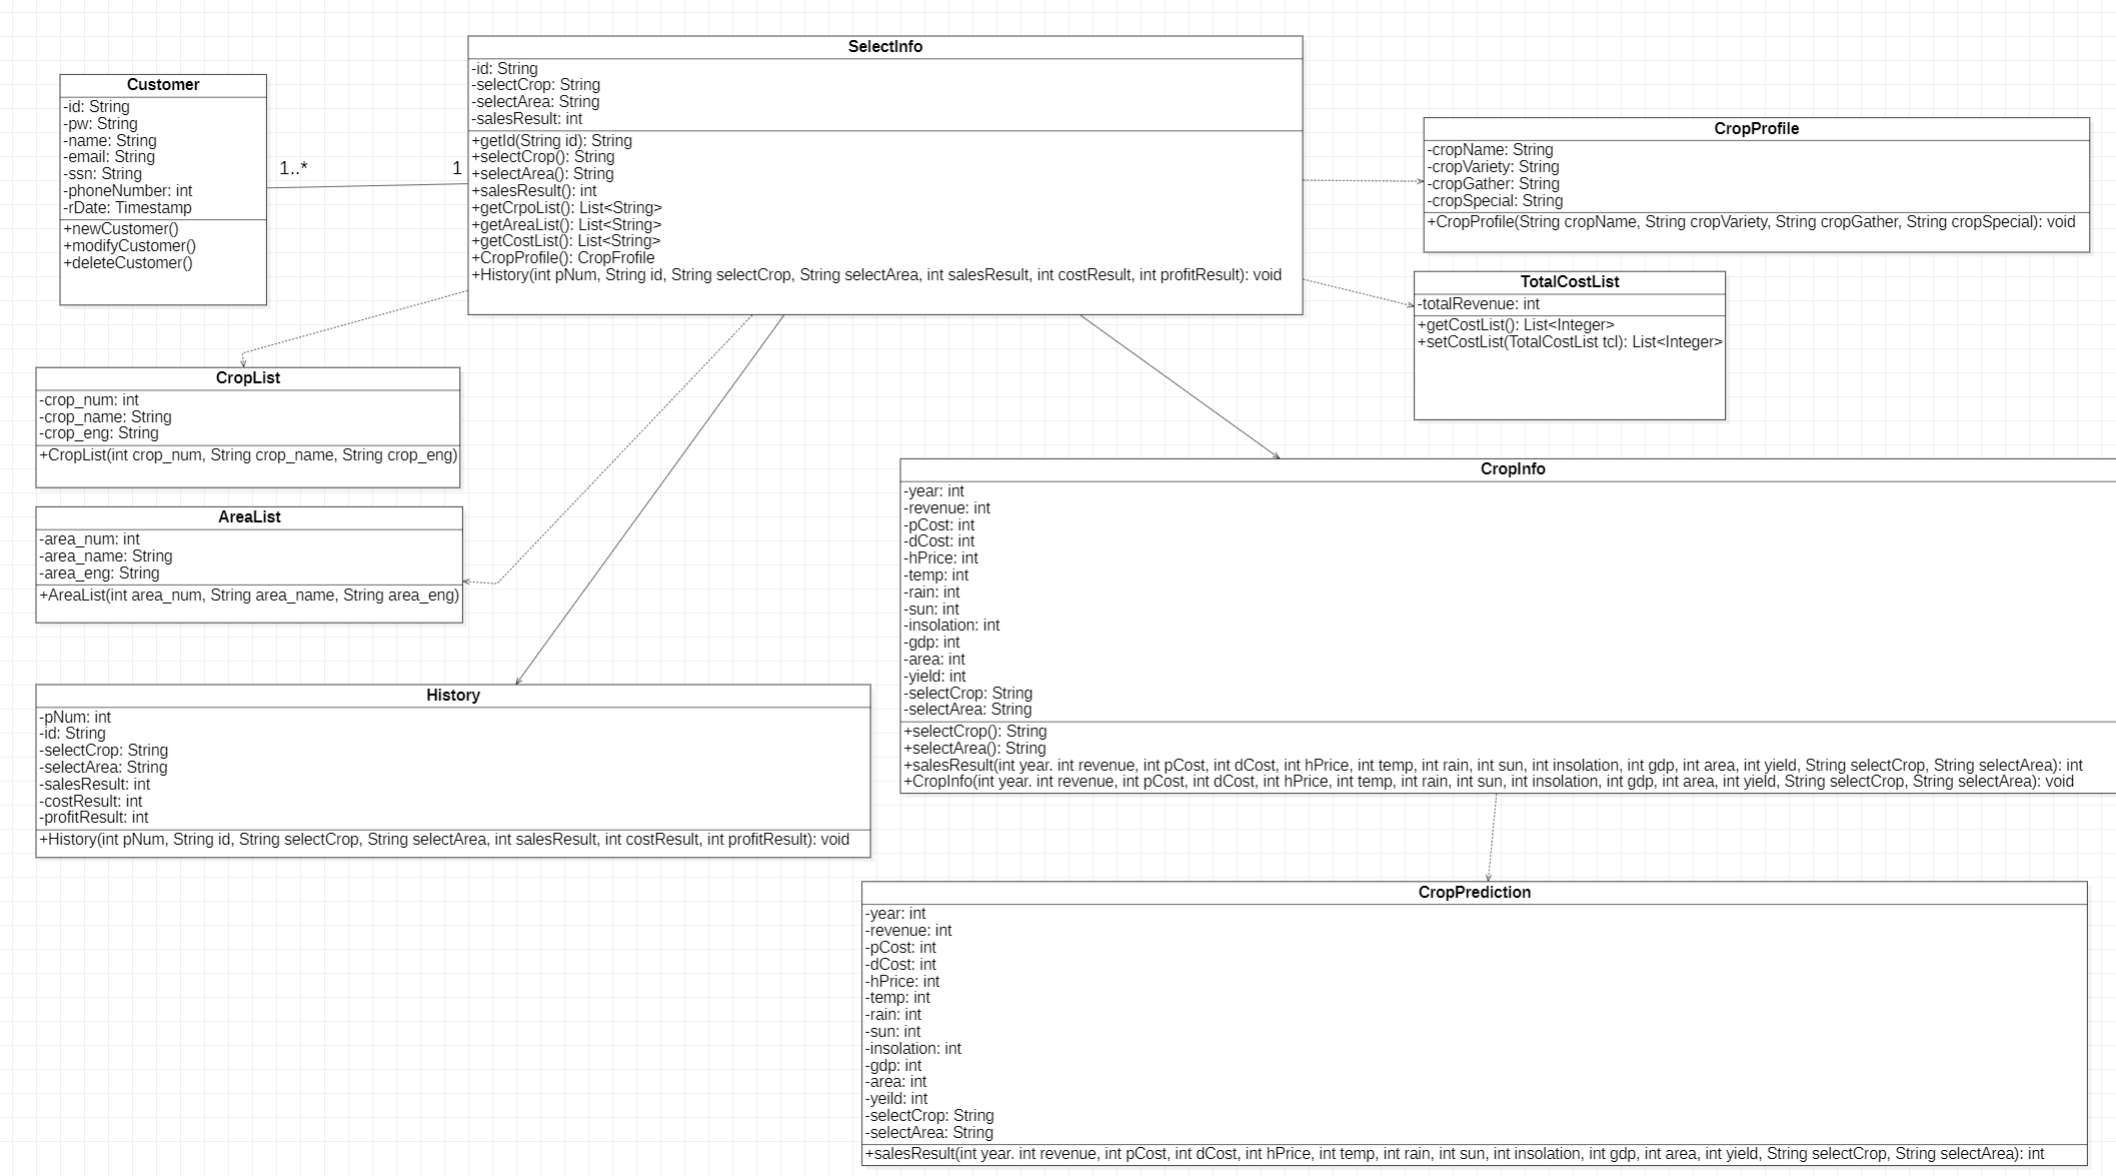 SelectInfo
-id: String
-selectCrop: String
-selectArea: String
-salesResult: int
+getId(String id): String
+selectCrop(): String
+selectArea(): String
+salesResult(): int
+getCrpoList(): List<String>
+getAreaList(): List<String>
+getCostList(): List<String>
+CropProfile(): CropFrofile
+History(int pNum, String id, String selectCrop, String selectArea, int salesResult, int costResult, int profitResult): void
Customer
-id: String
-pw: String
-name: String
-email: String
-ssn: String
-phoneNumber: int
-rDate: Timestamp
+newCustomer()
+modifyCustomer()
+deleteCustomer()
1..*
1
CropProfile
-cropName: String
-cropVariety: String
-cropGather: String
-cropSpecial: String
+CropProfile(String cropName, String cropVariety, String cropGather, String cropSpecial): void
TotalCostList
-totalRevenue: int
+getCostList(): List<Integer>
+setCostList(TotalCostList tcl): List<Integer>
CropList
-crop_num: int
-crop_name: String
-crop_eng: String
+CropList(int crop_num, String crop_name, String crop_eng)
AreaList
-area_num: int
-area_name: String
-area_eng: String
+AreaList(int area_num, String area_name, String area_eng)
CropInfo
-year: int
-revenue: int
-pCost: int
-dCost: int
-hPrice: int
-temp: int
-rain: int
-sun: int
-insolation: int
-gdp: int
-area: int
-yield: int
-selectCrop: String
-selectArea: String
+selectCrop(): String
+selectArea(): String
+salesResult(int year. int revenue, int pCost, int dCost, int hPrice, int temp, int rain, int sun, int insolation, int gdp, int area, int yield, String selectCrop, String selectArea): int
+CropInfo(int year. int revenue, int pCost, int dCost, int hPrice, int temp, int rain, int sun, int insolation, int gdp, int area, int yield, String selectCrop, String selectArea): void
History
-pNum: int
-id: String
-selectCrop: String
-selectArea: String
-salesResult: int
-costResult: int
-profitResult: int
+History(int pNum, String id, String selectCrop, String selectArea, int salesResult, int costResult, int profitResult): void
CropPrediction
-year: int
-revenue: int
-pCost: int
-dCost: int
-hPrice: int
-temp: int
-rain: int
-sun: int
-insolation: int
-gdp: int
-area: int
-yeild: int
-selectCrop: String
-selectArea: String
+salesResult(int year. int revenue, int pCost, int dCost, int hPrice, int temp, int rain, int sun, int insolation, int gdp, int area, int yield, String selectCrop, String selectArea): int